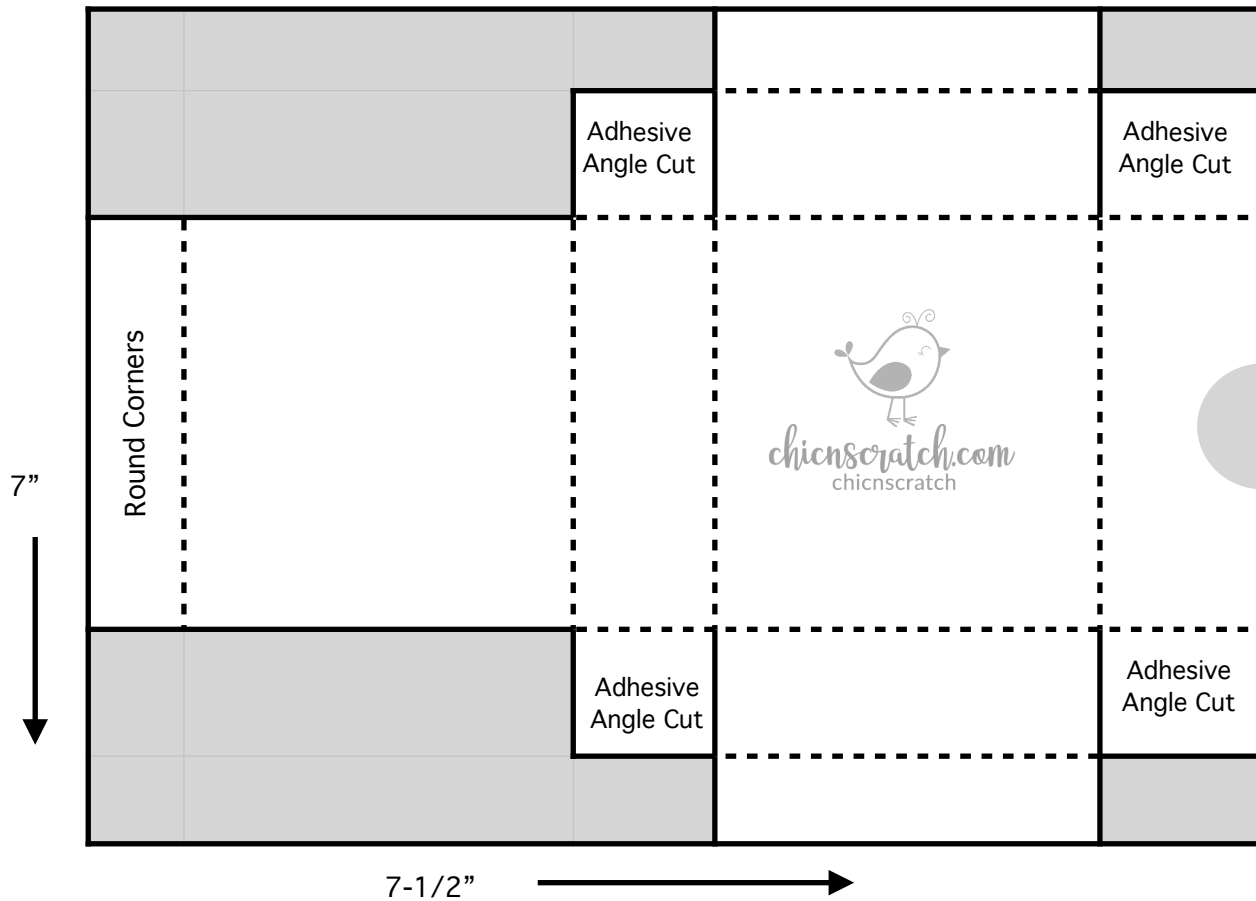 Adhesive
Angle Cut
Adhesive
Angle Cut
Round Corners
chicnscratch.com
chicnscratch
7”
Adhesive
Angle Cut
Adhesive
Angle Cut
7-1/2”